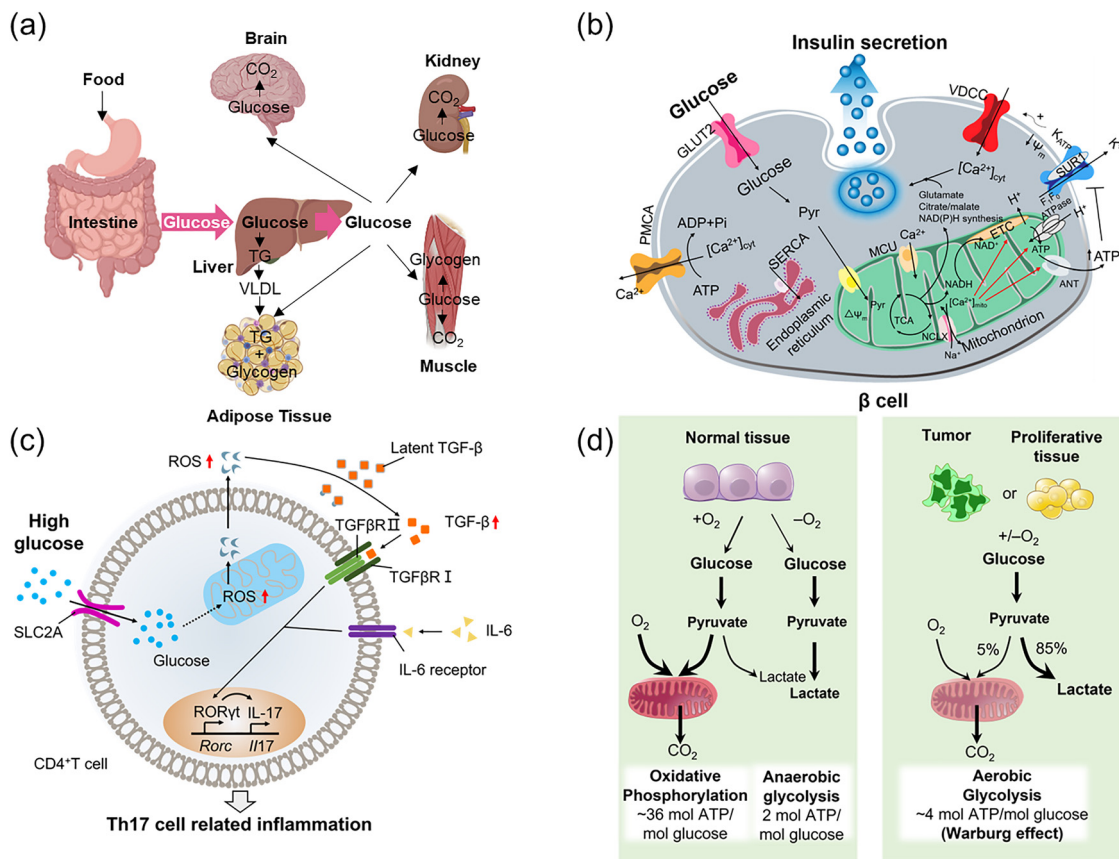 (a)
Food
Intestine
Glucose
Brain
CO2
Glucose
Kidney
CO2
Glucose
Glucose
TG
Liver
VLDL
Glucose
TG
+
Glycogen
Adipose Tissue
Glycogen
Glucose
CO2
Muscle
(b)
Insulin secretion
Glucose
GLUT2
Glucose
Pyr
VDCC
+
KATP
↓Ψm
SUR1
K+
[Ca2+]cyt
Glutamate
Citrate/malate
NAD(P)H synthesis
H+
F1F0
ATPase
H+
ETC
NAD+
ATP
↑ATP
ANT
PMCA
ADP+Pi
[Ca2+]cyt
ATP
Ca2+
SERCA
Endoplasmic
reticulum
MCU
Ca2+
Pyr
ΔΨm
TCA
NADH
[Ca2+]mito
NCLX
Na+
Mitochondrion
β cell
(c)
ROS
Latent TGF-β
TGFβRⅡ
TGF-β
TGFβRⅠ
High
glucose
SLC2A
Glucose
ROS
IL-6
IL-6 receptor
RORγt
IL-17
Rorc
Il17
CD4+T cell
Th17 cell related inflammation
(d)
Normal tissue
+O2
−O2
Glucose
Glucose
Pyruvate
Pyruvate
O2
Lactate
Lactate
CO2
Oxidative
Phosphorylation
~36 mol ATP/
mol glucose
Anaerobic
glycolysis
2 mol ATP/
mol glucose
Tumor
Proliferative
tissue
or
+/−O2
Glucose
Pyruvate
O2
5%
85%
Lactate
CO2
Aerobic
Glycolysis
~4 mol ATP/mol glucose
(Warburg effect)